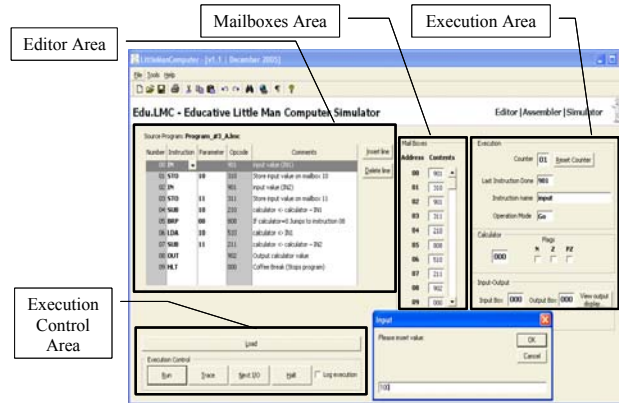 Mailboxes Area
Execution Area
Editor Area
LittleManComputer - [v1.1 | December 2005]
File Tools Help
Edu.LMC - Educative Little Man Computer Simulator
Editor |Assembler |Simulator
Source Program: Program_#3_A.lmc
Number Instruction Parameter Opcode Comments
Insert line
Delete line
00 IN 901 input value (IN1)
01 STO 10 310 Store input value on mailbox 10
02 IN 901 input value (IN2)
03 STO 11 311 Store input value on mailbox 11
04 SUB 10 210 calculator <- calculator - IN1
05 BRP 08 808 If calculator>0 Jumps to instruction 08
06 LDA 10 510 calculator <- IN1
07 SUB 11 211 calculator <- calculator - IN2
08 OUT 902 Output calculator value
09 HLT 000 Coffee Break (Stops program)
Mail Boxes
Address Contents
00 901
01 310
02 901
03 311
04 210
05 808
06 510
07 211
08 902
09 000
Execution
Counter 01 Reset Counter
Last Instruction Done 901
Instruction name input
Operation Mode Go
Calculator
Flags
000 N Z PZ
Input-Output
Input Box 000 Output Box 000 View output display
Execution Control Area
Load
Execution Control
Run Trace Next I/O Halt Log execution
Input
Please insert value:
OK
Cancel